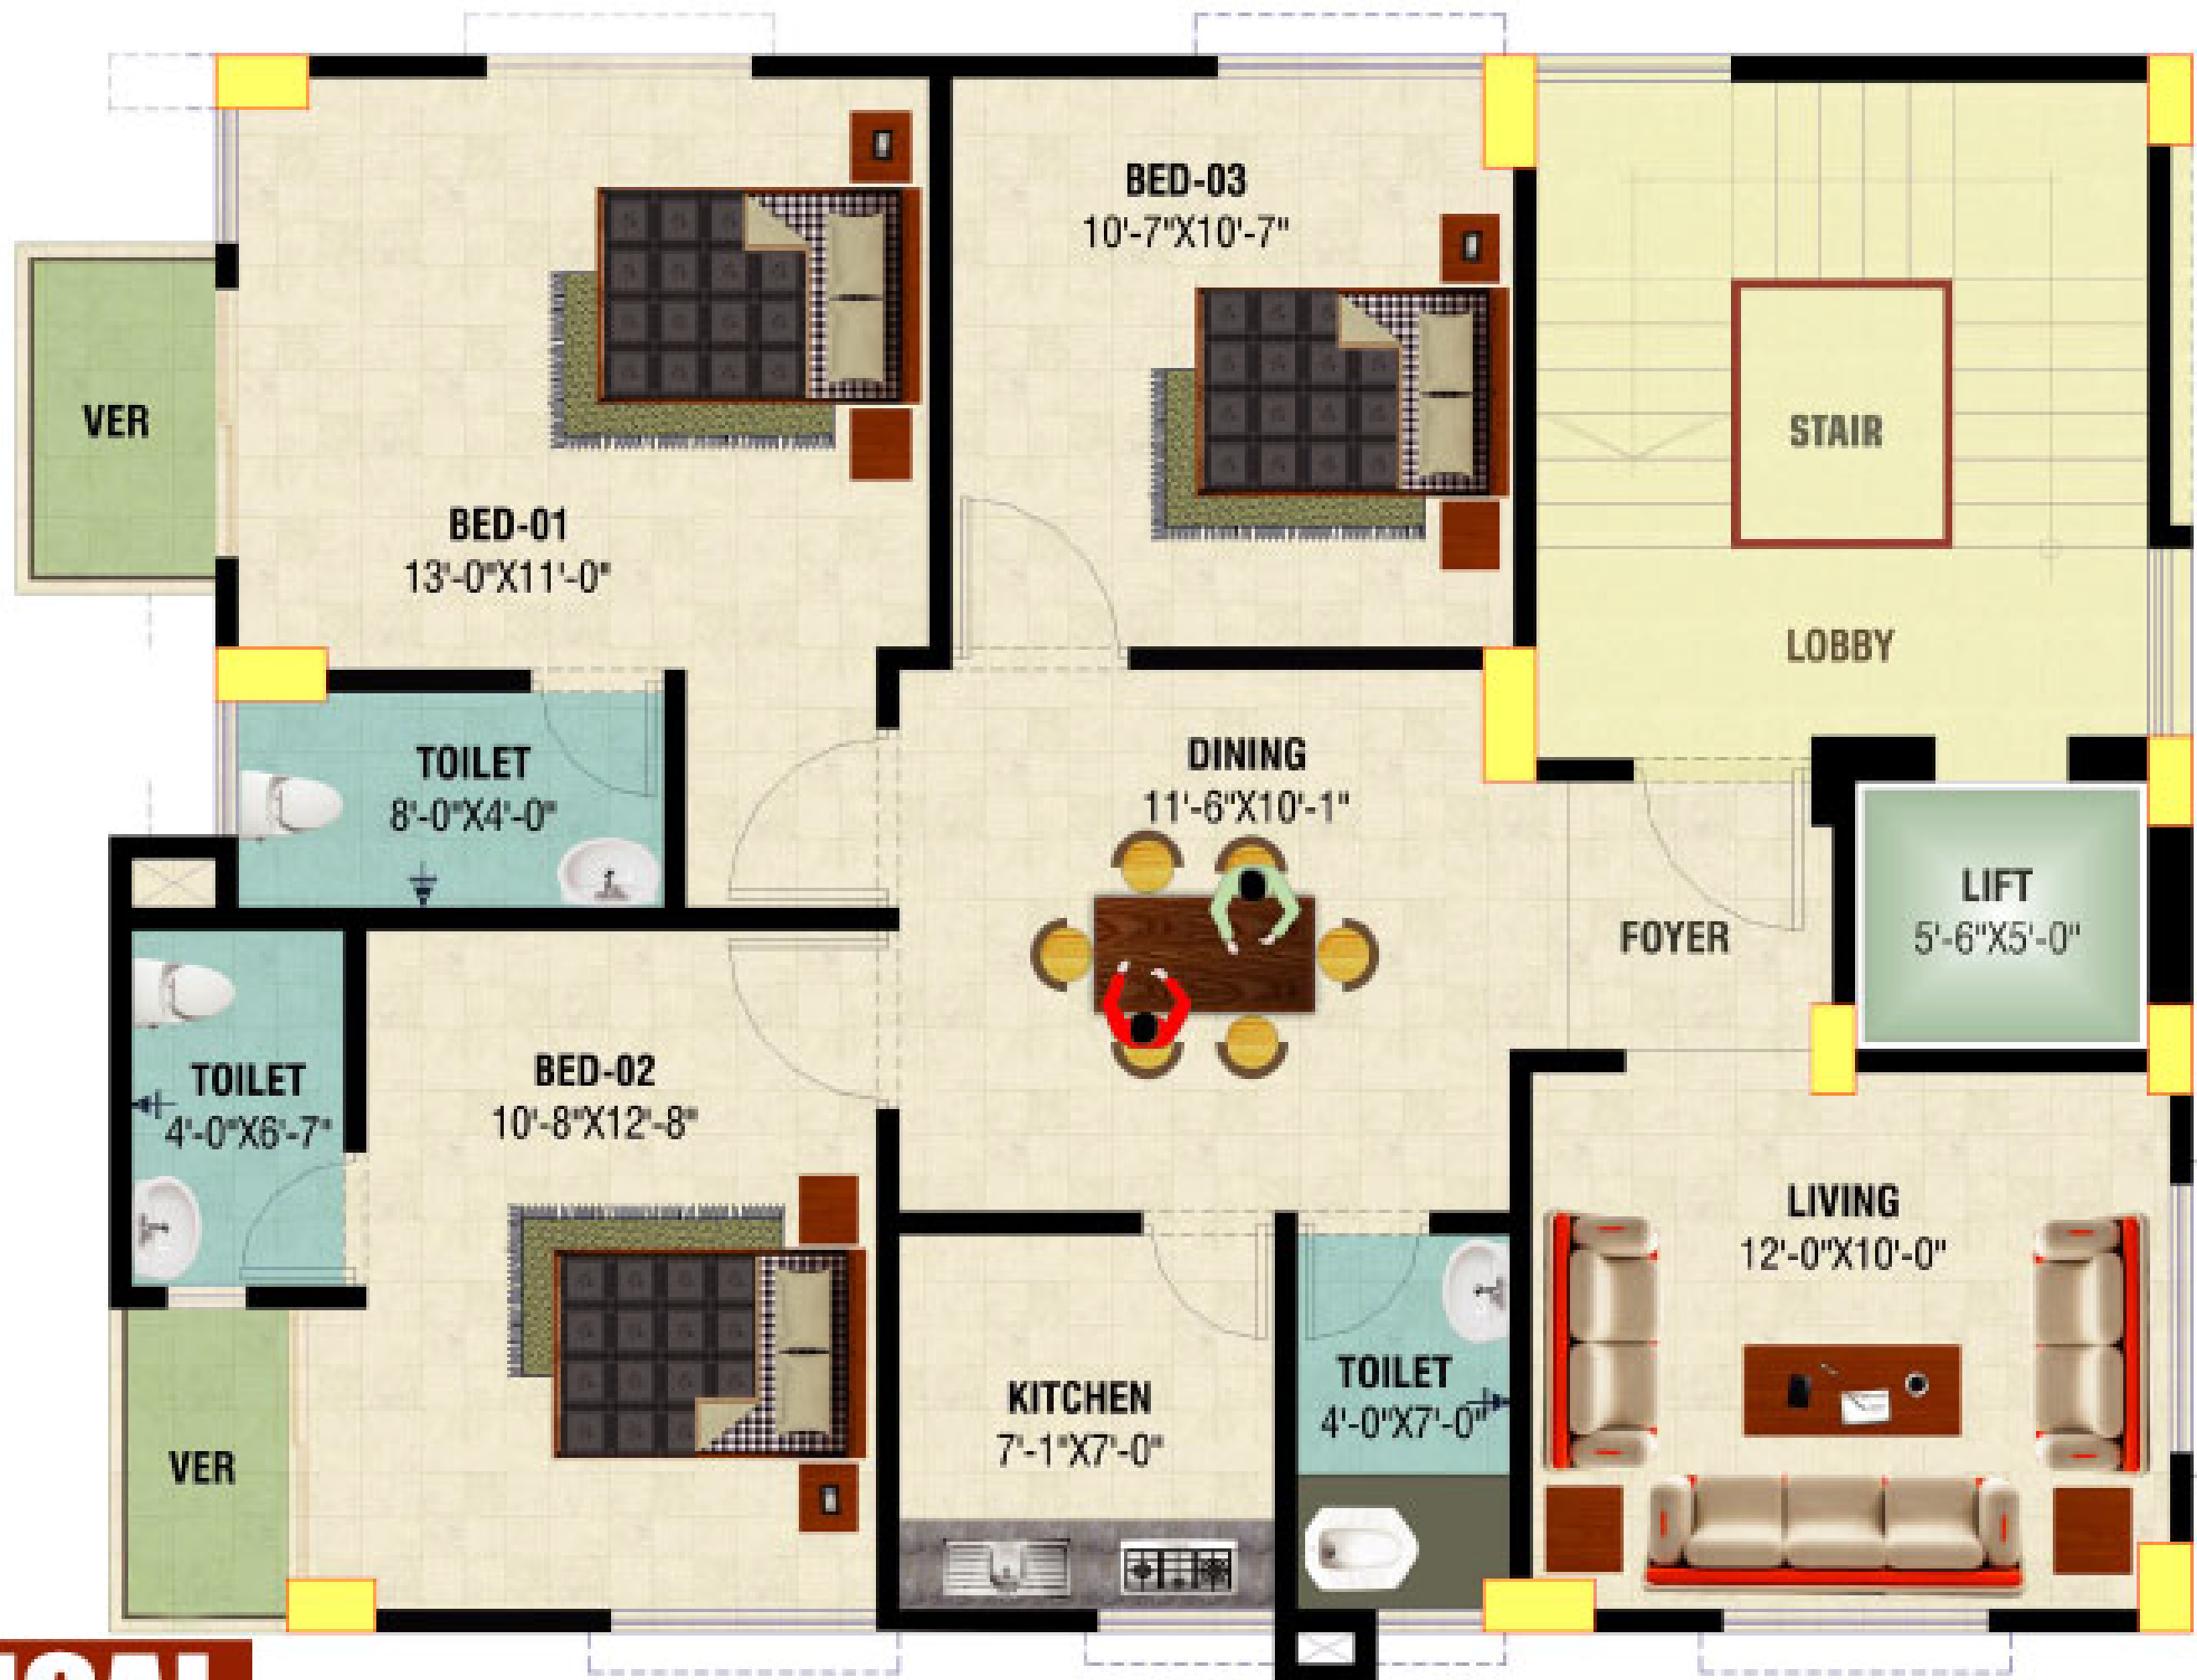 BED-01
13'-0"X11'-0"
BED-03
10'-7"X10'-7"
VER
STAIR
LOBBY
TOILET
8'-0"X4'-0"
DINING
11'-6"X10'-1"
LIFT
5'-6"X5'-0"
FOYER
TOILET
4'-0"X6'-7"
BED-02
10'-8"X12'-8"
LIVING
12'-0"X10'-0"
KITCHEN
7'-1"X7'-0"
TOILET
4'-0"X7'-0"
VER